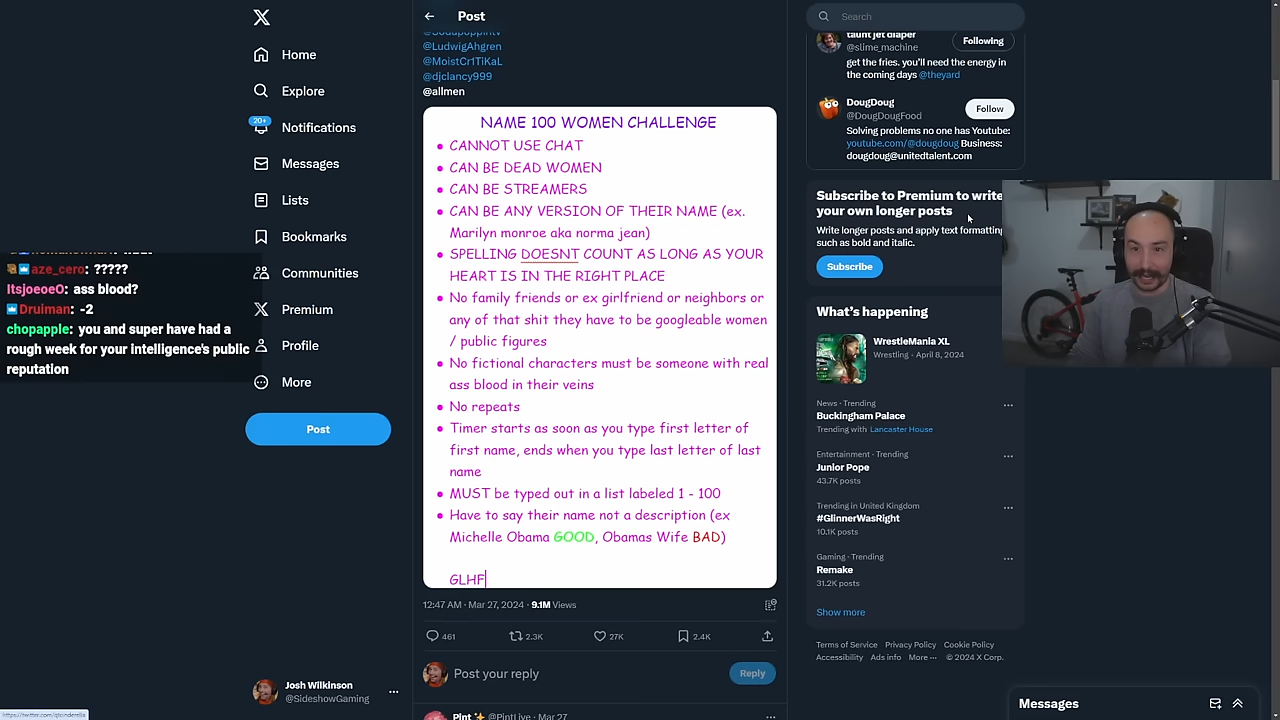 Home
Explore
20+
Notifications
Messages
Lists
Bookmarks
Communities
Premium
Profile
More
Post
Josh Wilkinson
@SideshowGaming
https://twitter.com/qtcinderella
aze_cero: ?????
ItsjoeoeO: ass blood?
Druiman: -2
chopapple: you and super have had a
rough week for your intelligence's public
reputation
Post
@LudwigAhgren
@MoistCr1TiKaL
@djclancy999
@allmen
NAME 100 WOMEN CHALLENGE
CANNOT USE CHAT
CAN BE DEAD WOMEN
CAN BE STREAMERS
CAN BE ANY VERSION OF THEIR NAME (ex.
Marilyn monroe aka norma jean)
SPELLING DOESNT COUNT AS LONG AS YOUR
HEART IS IN THE RIGHT PLACE
No family friends or ex girlfriend or neighbors or
any of that shit they have to be googleable women
/ public figures
No fictional characters must be someone with real
ass blood in their veins
No repeats
Timer starts as soon as you type first letter of
first name, ends when you type last letter of last
name
MUST be typed out in a list labeled 1 - 100
Have to say their name not a description (ex
Michelle Obama GOOD, Obamas Wife BAD)
GLHF
12:47 AM · Mar 27, 2024 · 9.1M Views
461
2.3K
27K
2.4K
Post your reply
Reply
Pint @PintLive · Mar 27
Search
taunt jet diaper
@slime_machine
Following
get the fries. you'll need the energy in
the coming days @theyard
DougDoug
@DougDougFood
Follow
Solving problems no one has Youtube:
youtube.com/@dougdoug Business:
dougdoug@unitedtalent.com
Subscribe to Premium to write
your own longer posts
Write longer posts and apply text formatting
such as bold and italic.
Subscribe
What's happening
WrestleMania XL
Wrestling · April 8, 2024
News · Trending
Buckingham Palace
Trending with Lancaster House
Entertainment · Trending
Junior Pope
43.7K posts
Trending in United Kingdom
#GlinnerWasRight
10.1K posts
Gaming · Trending
Remake
31.2K posts
Show more
Terms of Service Privacy Policy Cookie Policy
Accessibility Ads info More ··· © 2024 X Corp.
Messages